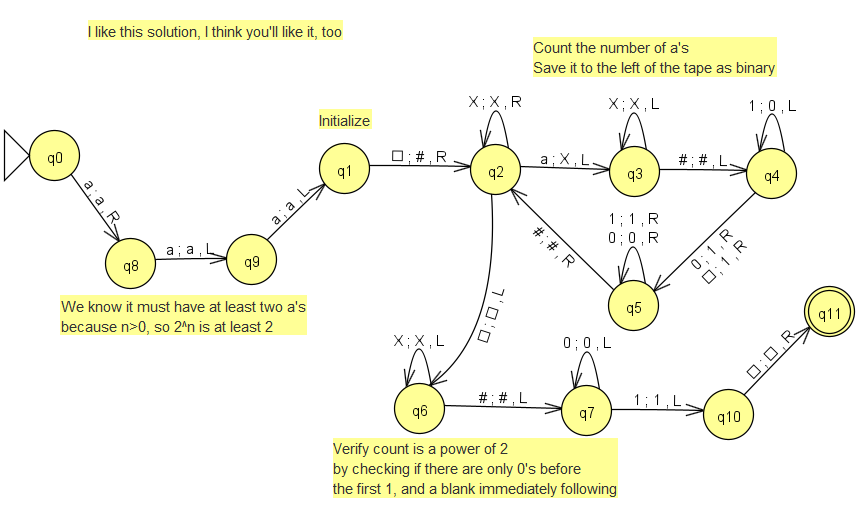 I like this solution, I think you'll like it, too
Count the number of a's
Save it to the left of the tape as binary
Initialize
X ; X , R
X ; X , L
1 ; 0 , L
q0
q1
□ ; # , R
q2
a ; X , L
q3
# ; # , L
q4
a ; a , R
a ; a , L
q8
a ; a , L
q9
# ; # , R
1 ; 1 , R
0 ; 0 , R
q5
0 ; 1 , R
□ ; 1 , R
We know it must have at least two a's
because n>0, so 2^n is at least 2
□ ; □ , L
q11
X ; X , L
0 ; 0 , L
□ ; □ , R
q6
# ; # , L
q7
1 ; 1 , L
q10
Verify count is a power of 2
by checking if there are only 0's before
the first 1, and a blank immediately following